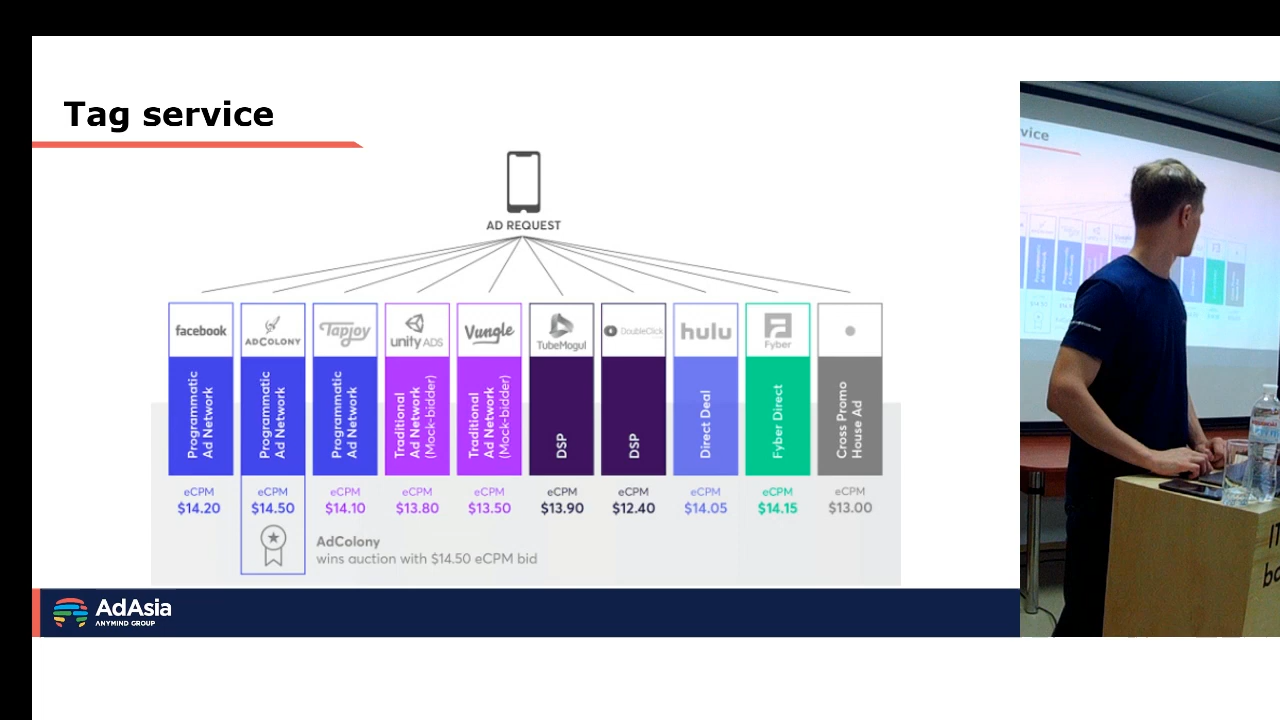 Tag service
AD REQUEST
facebook
ADCOLONY
Tapjoy
unity ADS
Vungle
TubeMogul
DoubleClick
hulu
Fyber
Programmatic
Ad Network
Programmatic
Ad Network
Programmatic
Ad Network
Traditional
Ad Network
(Mock-bidder)
Traditional
Ad Network
(Mock-bidder)
DSP
DSP
Direct Deal
Fyber Direct
Cross Promo
House Ad
eCPM
$14.20
eCPM
$14.50
eCPM
$14.10
eCPM
$13.80
eCPM
$13.50
eCPM
$13.90
eCPM
$12.40
eCPM
$14.05
eCPM
$14.15
eCPM
$13.00
AdColony
wins auction with $14.50 eCPM bid
AdAsia
ANYMIND GROUP
vice